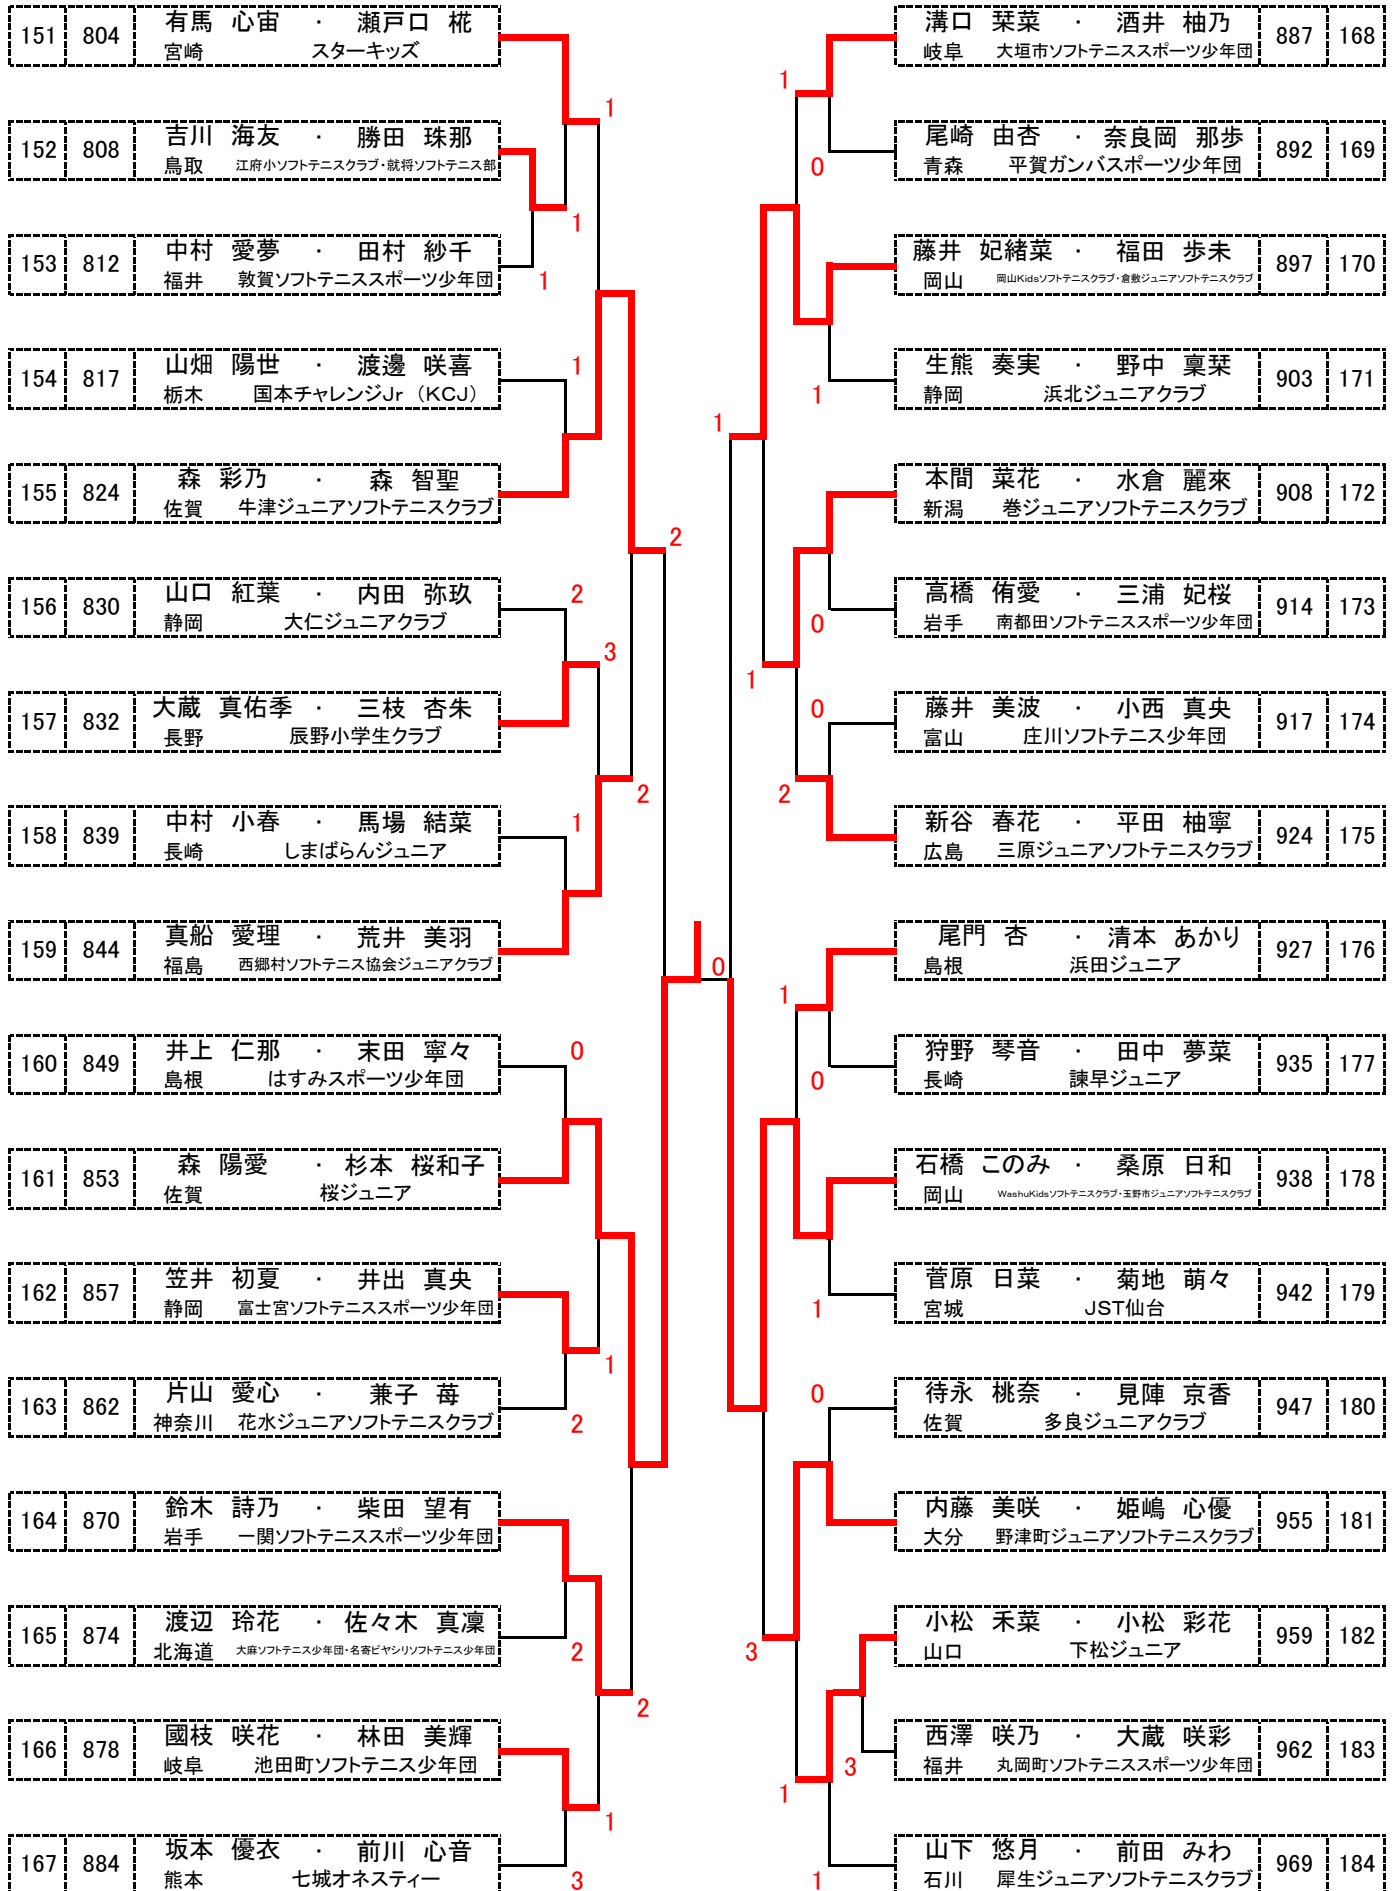 151 804 有馬 心宙 ・ 瀬戸口 椛
宮崎 スターキッズ
1
152 808 吉川 海友 ・ 勝田 珠那
鳥取 江府小ソフトテニスクラブ・就将ソフトテニス部
1
153 812 中村 愛夢 ・ 田村 紗千
福井 敦賀ソフトテニススポーツ少年団
1
154 817 山畑 陽世 ・ 渡邊 咲喜
栃木 国本チャレンジJr (KCJ)
1
155 824 森 彩乃 ・ 森 智聖
佐賀 牛津ジュニアソフトテニスクラブ
2
156 830 山口 紅葉 ・ 内田 弥玖
静岡 大仁ジュニアクラブ
2
3
157 832 大蔵 真佑季 ・ 三枝 杏朱
長野 辰野小学生クラブ
2
158 839 中村 小春 ・ 馬場 結菜
長崎 しまばらんジュニア
1
159 844 真船 愛理 ・ 荒井 美羽
福島 西郷村ソフトテニス協会ジュニアクラブ
0
160 849 井上 仁那 ・ 末田 寧々
島根 はすみスポーツ少年団
0
161 853 森 陽愛 ・ 杉本 桜和子
佐賀 桜ジュニア
162 857 笠井 初夏 ・ 井出 真央
静岡 富士宮ソフトテニススポーツ少年団
1
163 862 片山 愛心 ・ 兼子 苺
神奈川 花水ジュニアソフトテニスクラブ
2
164 870 鈴木 詩乃 ・ 柴田 望有
岩手 一関ソフトテニススポーツ少年団
165 874 渡辺 玲花 ・ 佐々木 真凜
北海道 大麻ソフトテニス少年団・名寄ピヤシリソフトテニス少年団
2
2
166 878 國枝 咲花 ・ 林田 美輝
岐阜 池田町ソフトテニス少年団
1
167 884 坂本 優衣 ・ 前川 心音
熊本 七城オネスティー
3
溝口 栞菜 ・ 酒井 柚乃 887 168
岐阜 大垣市ソフトテニススポーツ少年団
1
尾崎 由杏 ・ 奈良岡 那歩 892 169
青森 平賀ガンバスポーツ少年団
0
藤井 妃緒菜 ・ 福田 歩未 897 170
岡山 岡山Kidsソフトテニスクラブ・倉敷ジュニアソフトテニスクラブ
生熊 奏実 ・ 野中 稟栞 903 171
静岡 浜北ジュニアクラブ
1
1
本間 菜花 ・ 水倉 麗來 908 172
新潟 巻ジュニアソフトテニスクラブ
高橋 侑愛 ・ 三浦 妃桜 914 173
岩手 南都田ソフトテニススポーツ少年団
0
1
藤井 美波 ・ 小西 真央 917 174
富山 庄川ソフトテニス少年団
0
2
新谷 春花 ・ 平田 柚寧 924 175
広島 三原ジュニアソフトテニスクラブ
尾門 杏 ・ 清本 あかり 927 176
島根 浜田ジュニア
1
狩野 琴音 ・ 田中 夢菜 935 177
長崎 諫早ジュニア
0
石橋 このみ ・ 桑原 日和 938 178
岡山 WashuKidsソフトテニスクラブ・玉野市ジュニアソフトテニスクラブ
菅原 日菜 ・ 菊地 萌々 942 179
宮城 JST仙台
1
待永 桃奈 ・ 見陣 京香 947 180
佐賀 多良ジュニアクラブ
0
内藤 美咲 ・ 姫嶋 心優 955 181
大分 野津町ジュニアソフトテニスクラブ
小松 禾菜 ・ 小松 彩花 959 182
山口 下松ジュニア
3
西澤 咲乃 ・ 大蔵 咲彩 962 183
福井 丸岡町ソフトテニススポーツ少年団
3
1
山下 悠月 ・ 前田 みわ 969 184
石川 犀生ジュニアソフトテニスクラブ
1